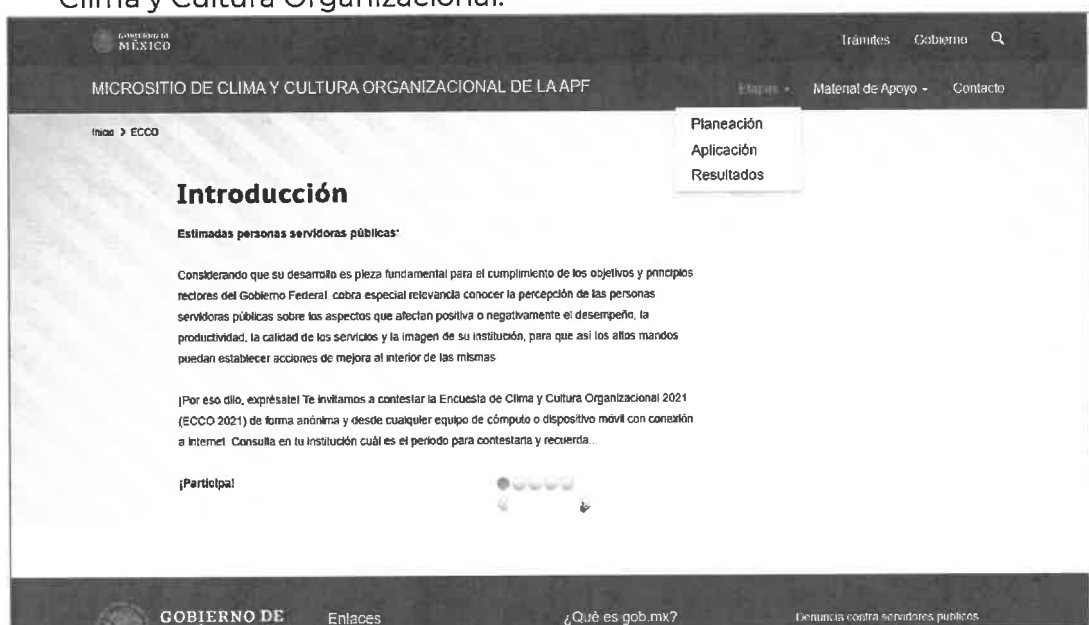 Clima y Cultura Organizacional.
GOBIERNO DE
MÉXICO
Trámites Gobierno
MICROSITIO DE CLIMA Y CULTURA ORGANIZACIONAL DE LA APF
Etapas Material de Apoyo Contacto
Planeación
Aplicación
Resultados
Inicio > ECCO
Introducción
Estimadas personas servidoras públicas:
Considerando que su desarrollo es pieza fundamental para el cumplimiento de los objetivos y principios
rectores del Gobierno Federal, cobra especial relevancia conocer la percepción de las personas
servidoras públicas sobre los aspectos que afectan positiva o negativamente el desempeño, la
productividad, la calidad de los servicios y la imagen de su institución, para que así los altos mandos
puedan establecer acciones de mejora al interior de las mismas
¡Por eso dilo, exprésate! Te invitamos a contestar la Encuesta de Clima y Cultura Organizacional 2021
(ECCO 2021) de forma anónima y desde cualquier equipo de cómputo o dispositivo móvil con conexión
a Internet. Consulta en tu institución cuál es el periodo para contestarla y recuerda...
¡Participa!
GOBIERNO DE
Enlaces
¿Qué es gob.mx?
Denuncia contra servidores públicos